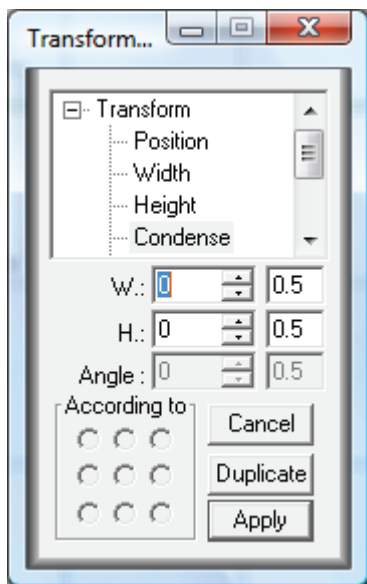 Transform...
Transform
Position
Width
Height
Condense
W.: 0 0.5
H.: 0 0.5
Angle : 0 0.5
According to
Cancel
Duplicate
Apply